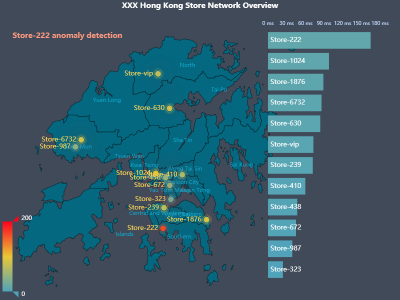 XXX Hong Kong Store Network Overview
0 ms 30 ms 60 ms 90 ms 120 ms 150 ms 180 ms
Store-222 anomaly detection
Store-222
Store-1024
Store-1876
Store-6732
Store-630
Store-vip
Store-239
Store-410
Store-438
Store-672
Store-987
Store-323
North
Store-vip
Tai Po
Yuen Long
Store-630
Store-6732
Store-987
Sha Tin
Tsuen Wan
Sai Kung
Store-1024
410
Store-672
Store-323
Store-239
Store-1876
Store-222
Islands
Southern
200
0